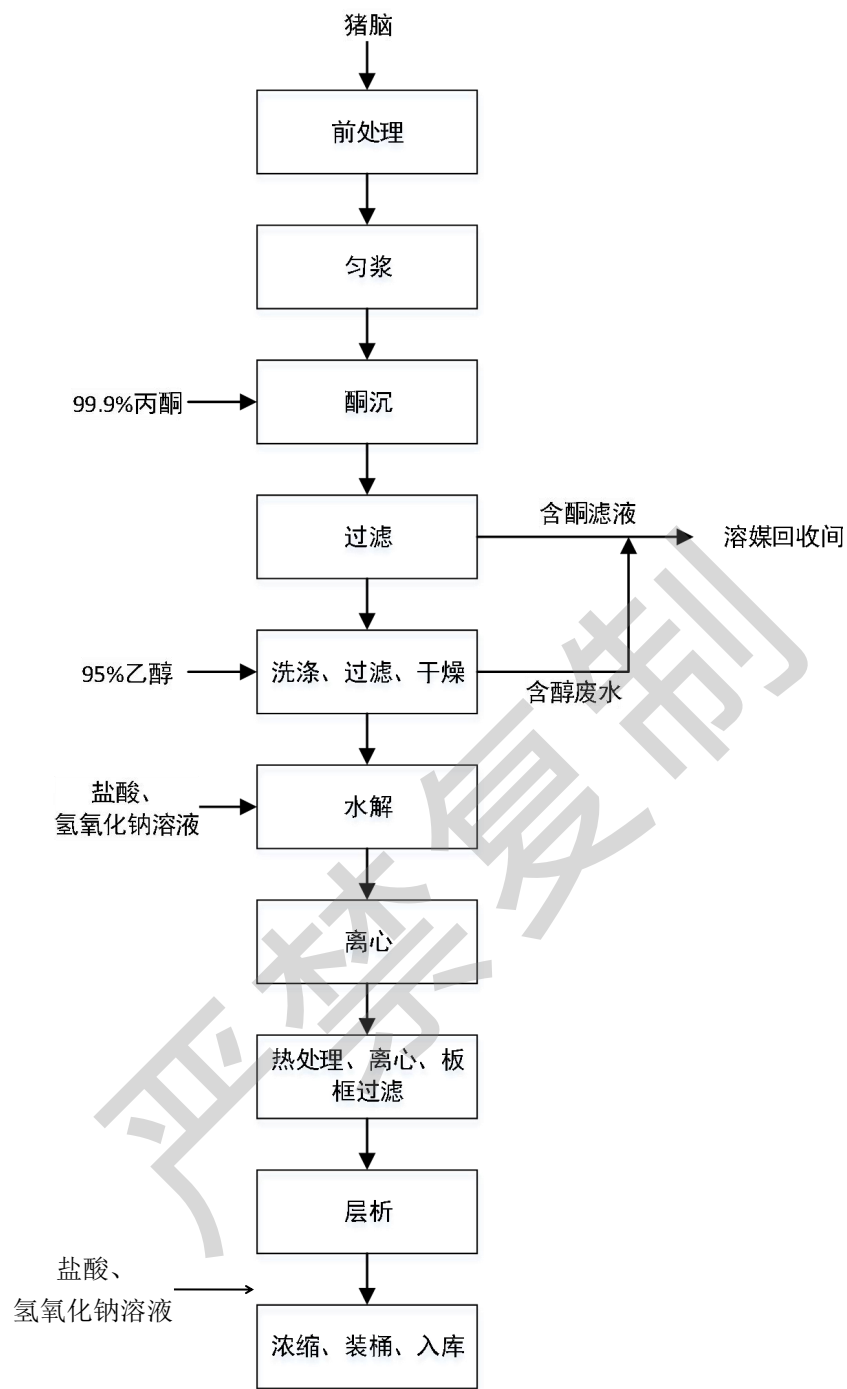 猪脑
前处理
匀浆
99.9%丙酮
酮沉
过滤
含酮滤液
溶媒回收间
95%乙醇
洗涤、过滤、干燥
含醇废水
盐酸、
氢氧化钠溶液
水解
离心
热处理、离心、板
框过滤
层析
盐酸、
氢氧化钠溶液
浓缩、装桶、入库
严禁复制